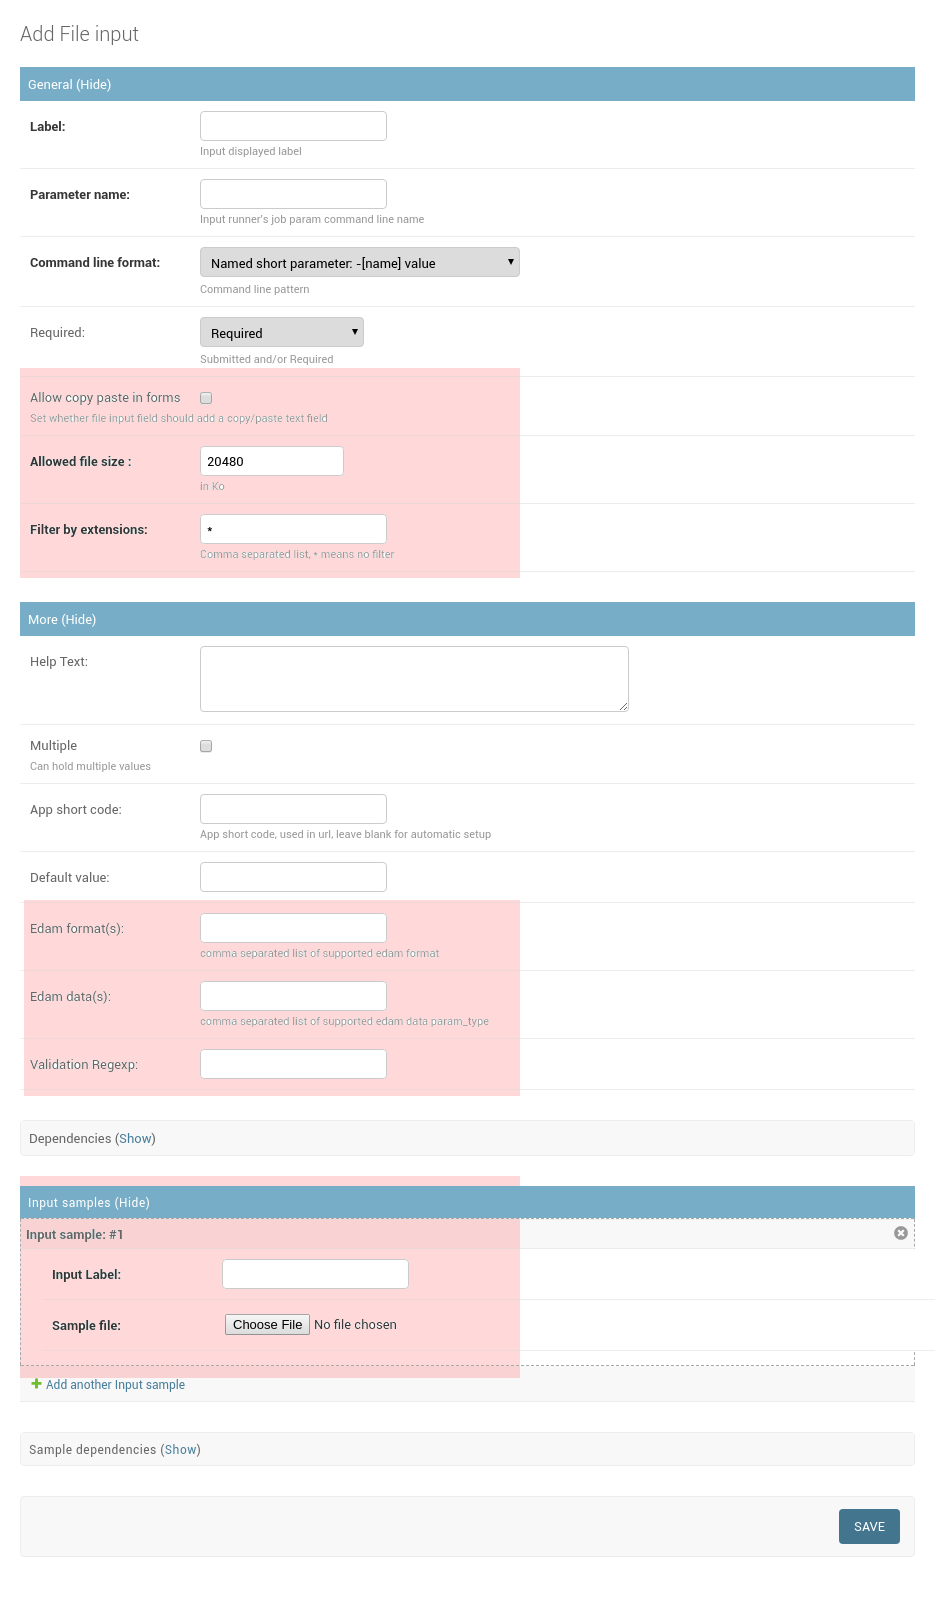 Add File input
General (Hide)
Label:
Input displayed label
Parameter name:
Input runner's job param command line name
Command line format:
Named short parameter: -[name] value
Command line pattern
Required:
Required
Submitted and/or Required
Allow copy paste in forms
Set whether file input field should add a copy/paste text field
Allowed file size :
20480
in Ko
Filter by extensions:
*
Comma separated list, * means no filter
More (Hide)
Help Text:
Multiple
Can hold multiple values
App short code:
App short code, used in url, leave blank for automatic setup
Default value:
Edam format(s):
comma separated list of supported edam format
Edam data(s):
comma separated list of supported edam data param_type
Validation Regexp:
Dependencies (Show)
Input samples (Hide)
Input sample: #1
Input Label:
Sample file:
Choose File No file chosen
Add another Input sample
Sample dependencies (Show)
SAVE